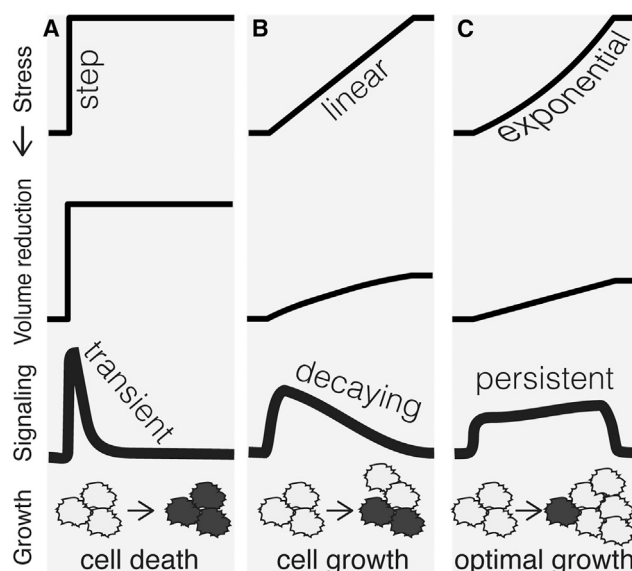 A
B
C
Stress
step
linear
exponential
Volume reduction
Signaling
transient
decaying
persistent
Growth
cell death
cell growth
optimal growth